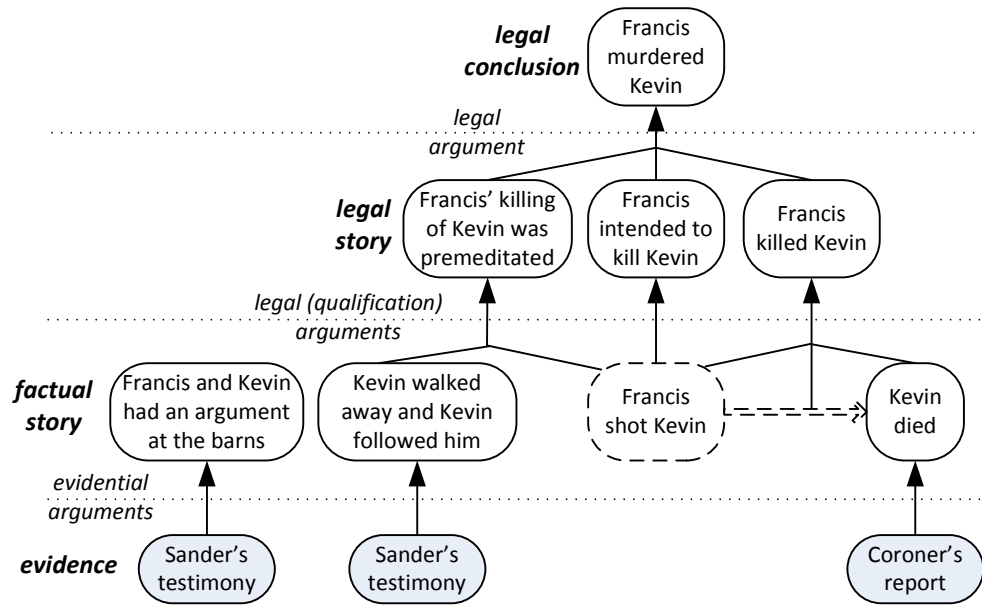 legal
conclusion
Francis
murdered
Kevin
legal
argument
legal
story
Francis' killing
of Kevin was
premeditated
Francis
intended to
kill Kevin
Francis
killed Kevin
legal (qualification)
arguments
factual
story
Francis and Kevin
had an argument
at the barns
Kevin walked
away and Kevin
followed him
Francis
shot Kevin
Kevin
died
evidential
arguments
evidence
Sander's
testimony
Sander's
testimony
Coroner's
report